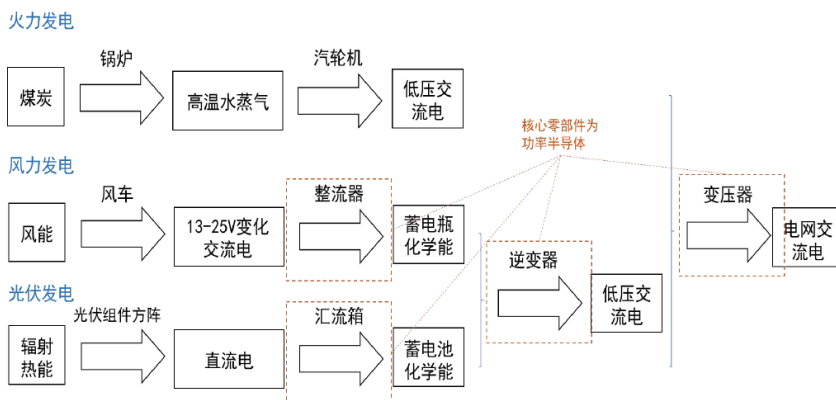 火力发电
锅炉
汽轮机
煤炭
高温水蒸气
低压交
流电
核心零部件为
功率半导体
风力发电
风车
整流器
变压器
风能
13-25V变化
交流电
蓄电瓶
化学能
电网交
流电
逆变器
光伏发电
光伏组件方阵
汇流箱
低压交
流电
辐射
热能
直流电
蓄电池
化学能